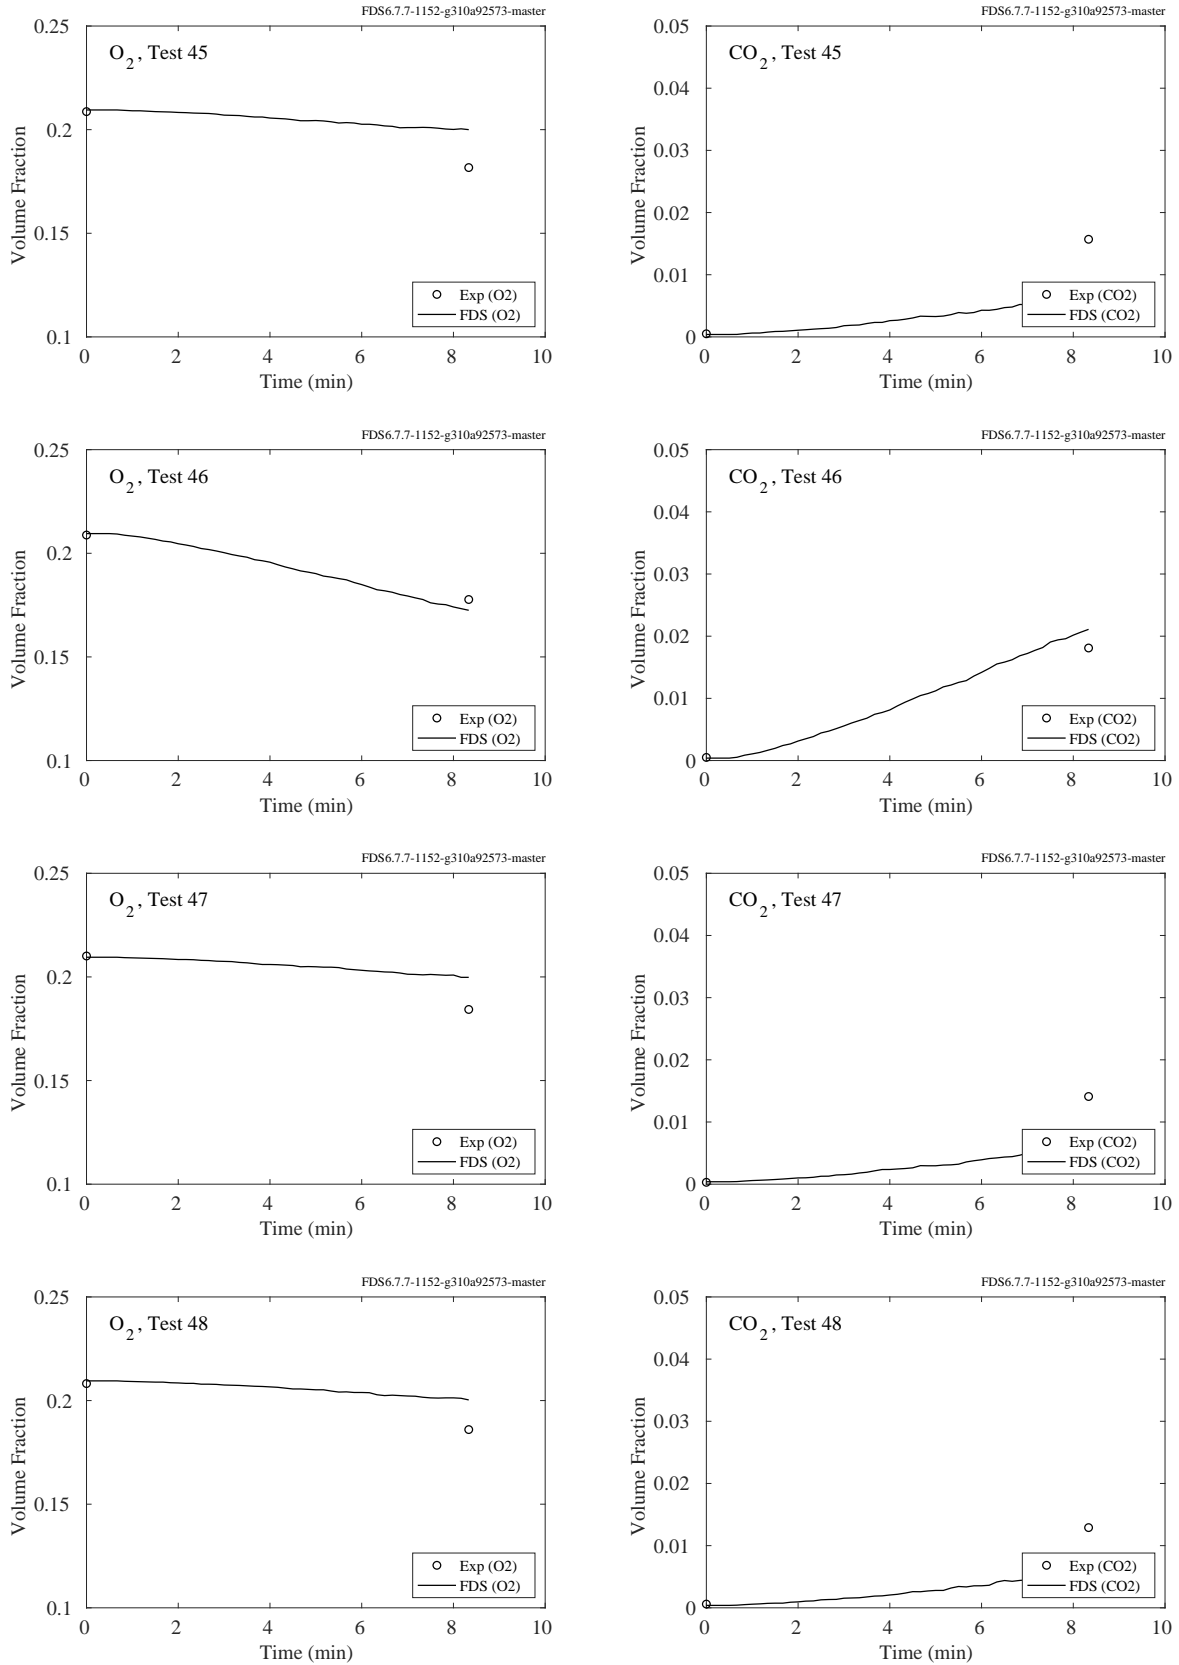 FDS6.7.7-1152-g310a92573-master
O2, Test 45
Volume Fraction
0.25
0.2
0.15
0.1
0 2 4 6 8 10
Time (min)
Exp (O2)
FDS (O2)
FDS6.7.7-1152-g310a92573-master
CO2, Test 45
Volume Fraction
0.05
0.04
0.03
0.02
0.01
0
0 2 4 6 8 10
Time (min)
Exp (CO2)
FDS (CO2)
FDS6.7.7-1152-g310a92573-master
O2, Test 46
Volume Fraction
0.25
0.2
0.15
0.1
0 2 4 6 8 10
Time (min)
Exp (O2)
FDS (O2)
FDS6.7.7-1152-g310a92573-master
CO2, Test 46
Volume Fraction
0.05
0.04
0.03
0.02
0.01
0
0 2 4 6 8 10
Time (min)
Exp (CO2)
FDS (CO2)
FDS6.7.7-1152-g310a92573-master
O2, Test 47
Volume Fraction
0.25
0.2
0.15
0.1
0 2 4 6 8 10
Time (min)
Exp (O2)
FDS (O2)
FDS6.7.7-1152-g310a92573-master
CO2, Test 47
Volume Fraction
0.05
0.04
0.03
0.02
0.01
0
0 2 4 6 8 10
Time (min)
Exp (CO2)
FDS (CO2)
FDS6.7.7-1152-g310a92573-master
O2, Test 48
Volume Fraction
0.25
0.2
0.15
0.1
0 2 4 6 8 10
Time (min)
Exp (O2)
FDS (O2)
FDS6.7.7-1152-g310a92573-master
CO2, Test 48
Volume Fraction
0.05
0.04
0.03
0.02
0.01
0
0 2 4 6 8 10
Time (min)
Exp (CO2)
FDS (CO2)